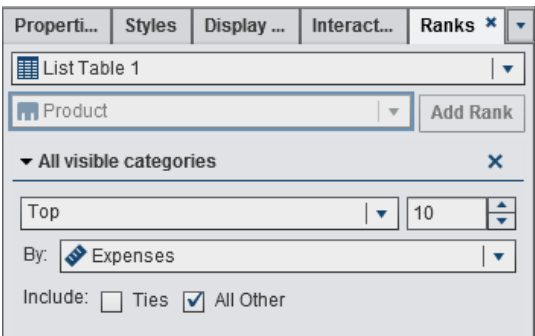 Properti... Styles Display ... Interact... Ranks
List Table 1
Product Add Rank
All visible categories
Top 10
By: Expenses
Include: Ties All Other